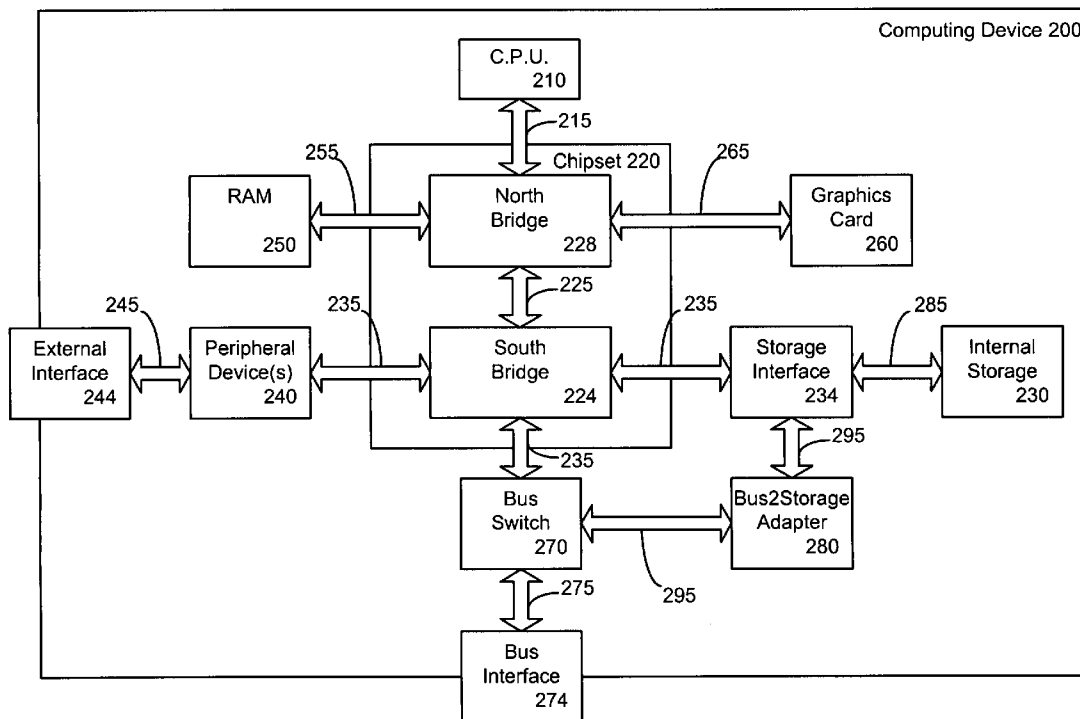 Computing Device 200
C.P.U.
210
215
Chipset 220
255
265
RAM
250
North
Bridge
228
Graphics
Card
260
225
245
235
235
285
External
Interface
244
Peripheral
Device(s)
240
South
Bridge
224
Storage
Interface
234
Internal
Storage
230
235
295
Bus
Switch
270
Bus2Storage
Adapter
280
275
295
Bus
Interface
274